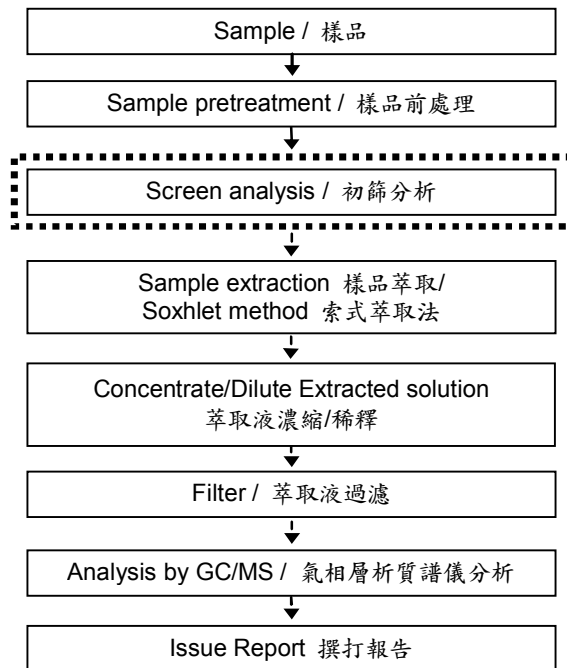 Sample / 樣品
Sample pretreatment / 樣品前處理
Screen analysis / 初篩分析
Sample extraction 樣品萃取/
Soxhlet method 索式萃取法
Concentrate/Dilute Extracted solution
萃取液濃縮/稀釋
Filter / 萃取液過濾
Analysis by GC/MS / 氣相層析質譜儀分析
Issue Report 撰打報告